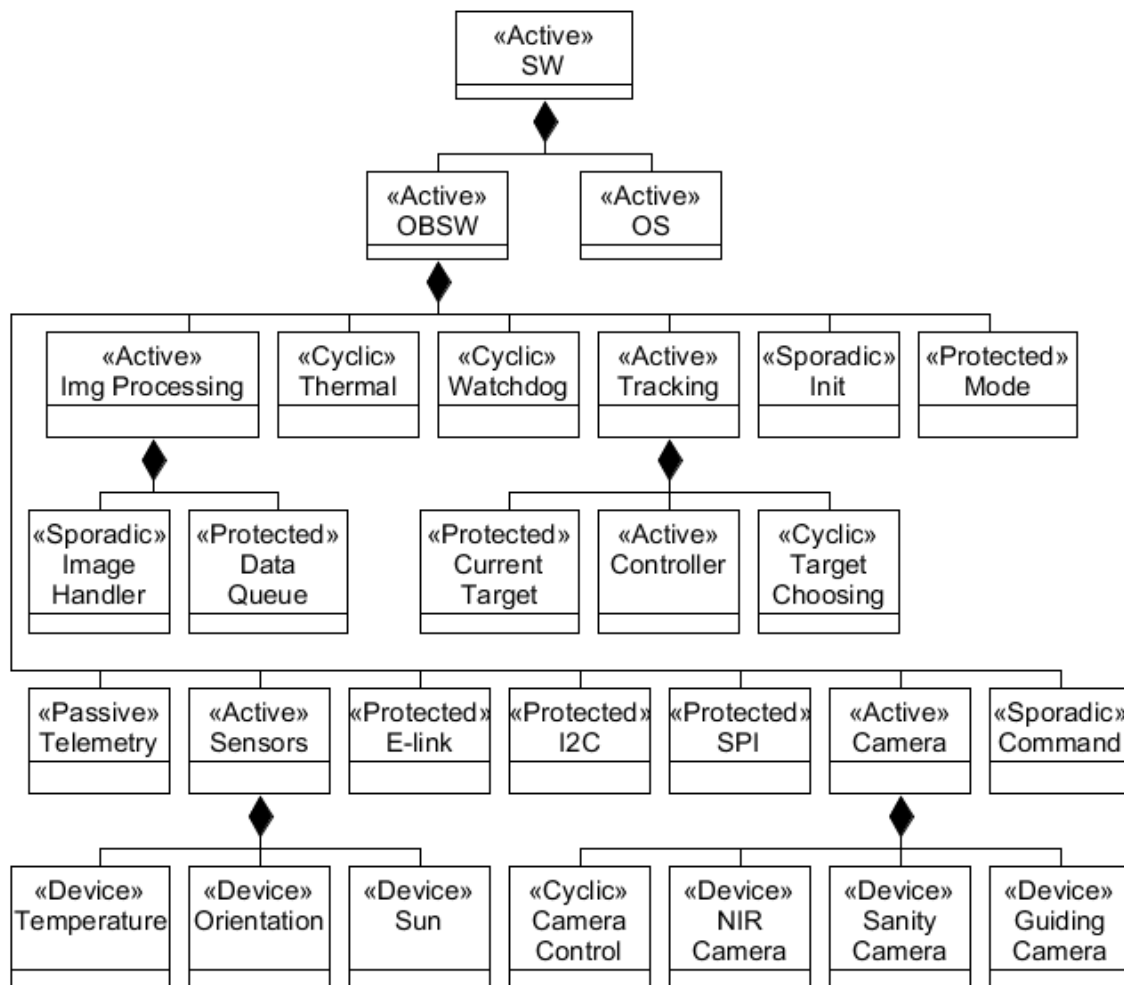 «Active»
SW
«Active»
OBSW
«Active»
OS
«Active»
Img Processing
«Cyclic»
Thermal
«Cyclic»
Watchdog
«Active»
Tracking
«Sporadic»
Init
«Protected»
Mode
«Sporadic»
Image
Handler
«Protected»
Data
Queue
«Protected»
Current
Target
«Active»
Controller
«Cyclic»
Target
Choosing
«Passive»
Telemetry
«Active»
Sensors
«Protected»
E-link
«Protected»
I2C
«Protected»
SPI
«Active»
Camera
«Sporadic»
Command
«Device»
Temperature
«Device»
Orientation
«Device»
Sun
«Cyclic»
Camera
Control
«Device»
NIR
Camera
«Device»
Sanity
Camera
«Device»
Guiding
Camera